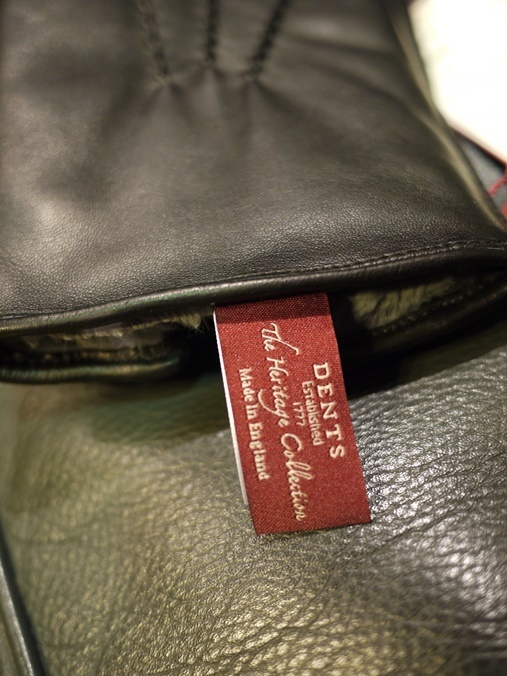 DENTS
Established
1777
The Heritage Collection
Made in England